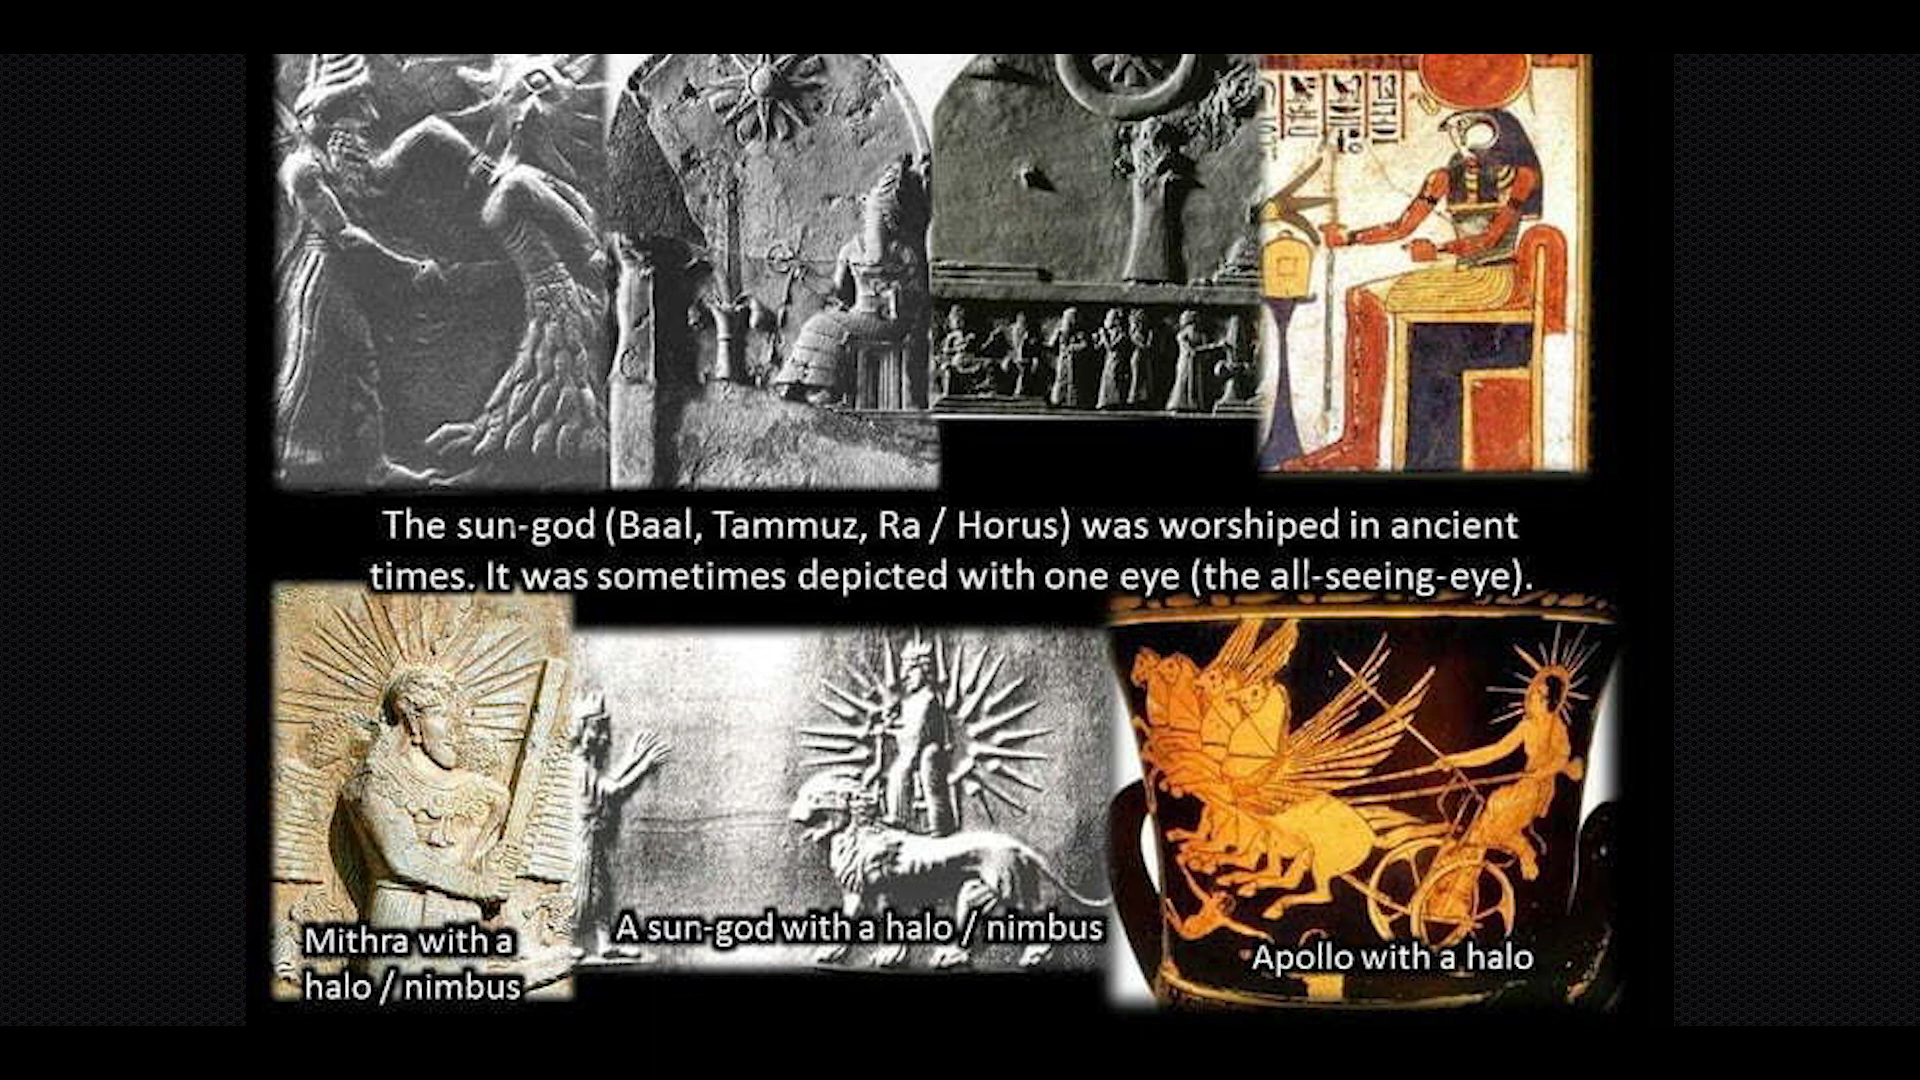 The sun-god (Baal, Tammuz, Ra / Horus) was worshiped in ancient
times. It was sometimes depicted with one eye (the all-seeing-eye).
Mithra with a
halo / nimbus
A sun-god with a halo / nimbus
Apollo with a halo